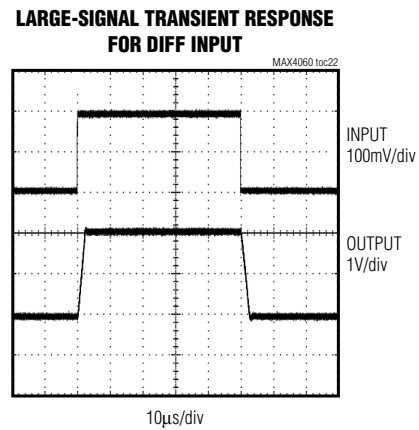 LARGE-SIGNAL TRANSIENT RESPONSE
FOR DIFF INPUT
MAX4060 toc22
INPUT
100mV/div
OUTPUT
1V/div
10μs/div